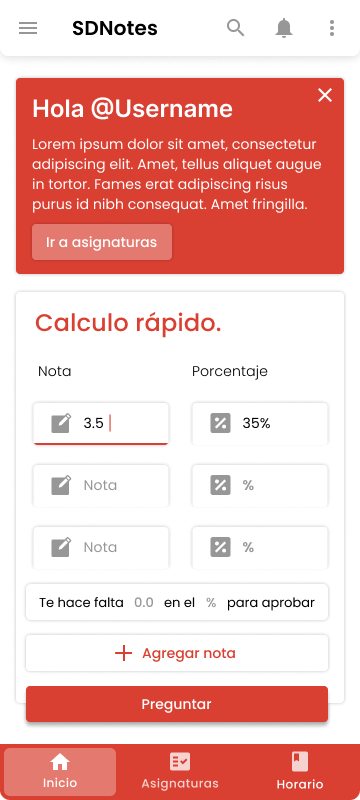 SDNotes
Hola @Username
Lorem ipsum dolor sit amet, consectetur
adipiscing elit. Amet, tellus aliquet augue
in tortor. Fames erat adipiscing risus
purus id nibh consequat. Amet fringilla.
Ir a asignaturas
Calculo rápido.
Nota Porcentaje
3.5 35%
Nota %
Nota %
Te hace falta 0.0 en el % para aprobar
Agregar nota
Preguntar
Inicio Asignaturas Horario